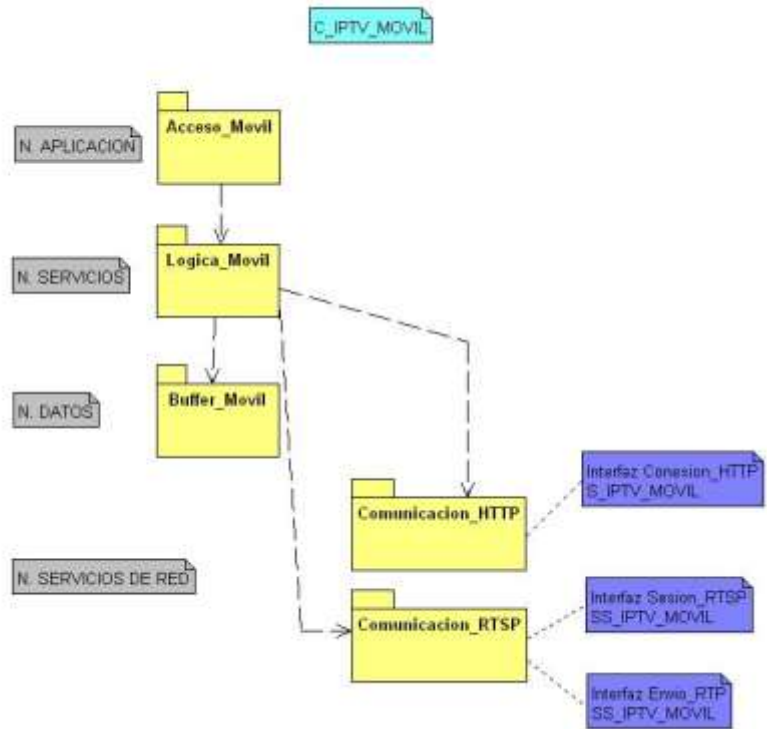 C_IPTV_MOVIL
Acceso_Movil
N. APLICACION
Logica_Movil
N. SERVICIOS
Buffer_Movil
N. DATOS
Interfaz Conesion_HTTP
S_IPTV_MOVIL
Comunicacion_HTTP
N. SERVICIOS DE RED
Interfaz Sesion_RTSP
SS_IPTV_MOVIL
Comunicacion_RTSP
Interfaz Envio_RTP
SS_IPTV_MOVIL